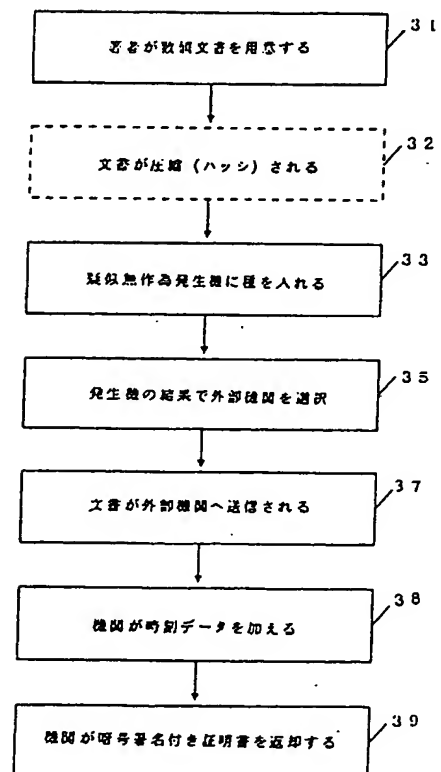 31
著者が数値文書を用意する
32
文書が圧縮（ハッシ）される
33
疑似無作為発生機に種を入れる
35
発生機の結果で外部機関を選択
37
文書が外部機関へ送信される
38
機関が時刻データを加える
39
機関が暗号署名付き証明書を返却する